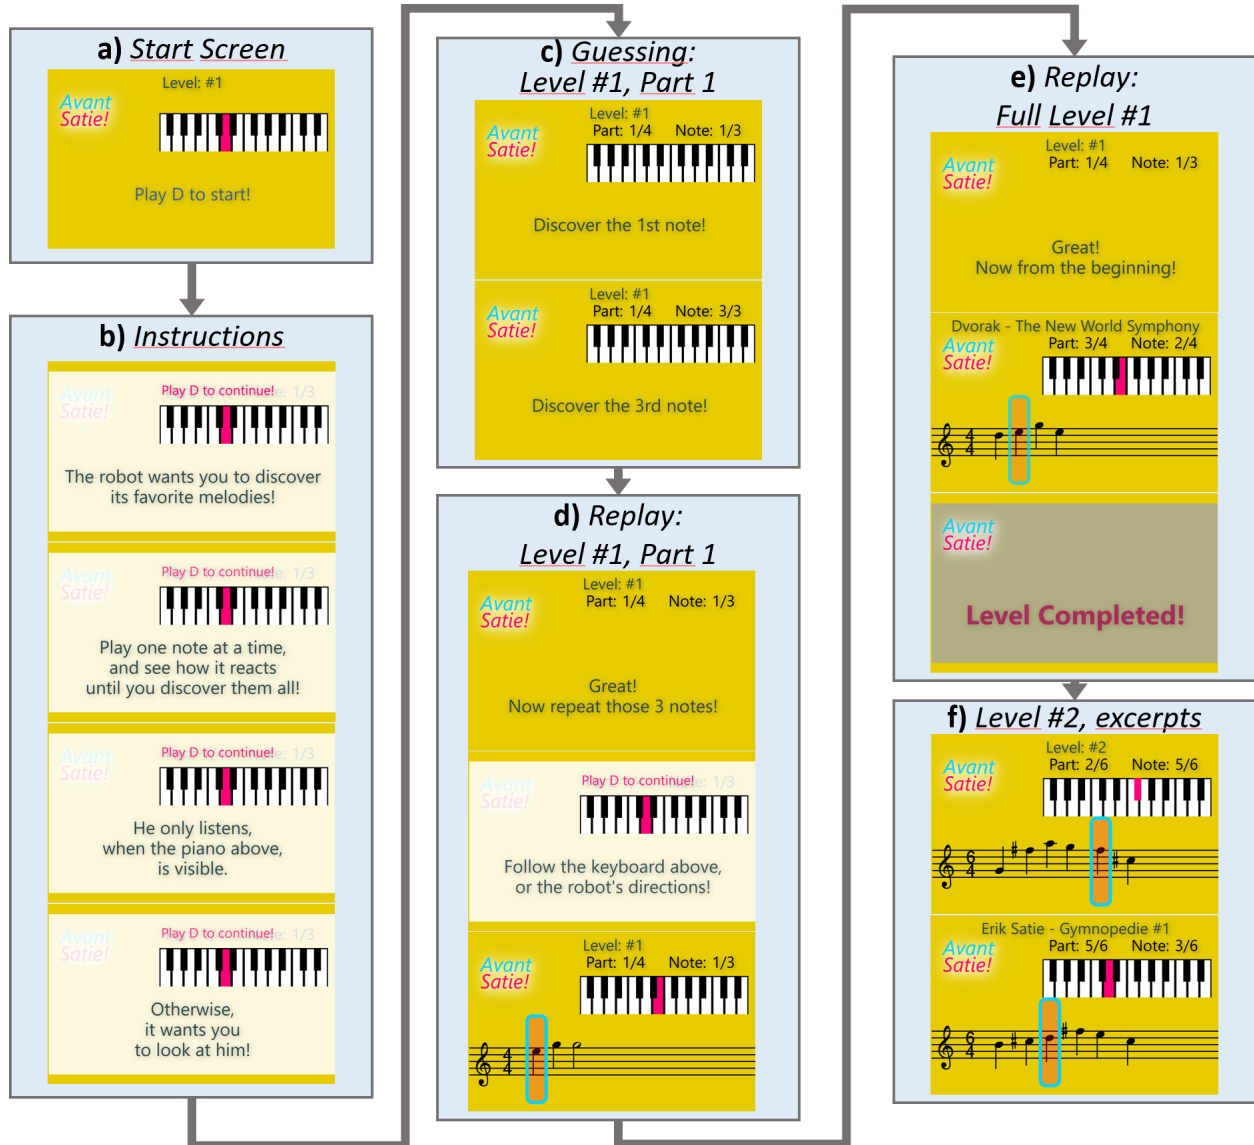 a) Start Screen
Level: #1
Avant
Satie!
Play D to start!
b) Instructions
Avant
Satie!
Play D to continue!
The robot wants you to discover
its favorite melodies!
Avant
Satie!
Play D to continue!
Play one note at a time,
and see how it reacts
until you discover them all!
Avant
Satie!
Play D to continue!
He only listens,
when the piano above,
is visible.
Avant
Satie!
Play D to continue!
Otherwise,
it wants you
to look at him!
c) Guessing:
Level #1, Part 1
Level: #1
Part: 1/4 Note: 1/3
Avant
Satie!
Discover the 1st note!
Level: #1
Part: 1/4 Note: 3/3
Avant
Satie!
Discover the 3rd note!
d) Replay:
Level #1, Part 1
Level: #1
Part: 1/4 Note: 1/3
Avant
Satie!
Great!
Now repeat those 3 notes!
Avant
Satie!
Play D to continue!
Follow the keyboard above,
or the robot's directions!
Level: #1
Part: 1/4 Note: 1/3
Avant
Satie!
4
4
e) Replay:
Full Level #1
Level: #1
Part: 1/4 Note: 1/3
Avant
Satie!
Great!
Now from the beginning!
Dvorak - The New World Symphony
Part: 3/4 Note: 2/4
Avant
Satie!
4
4
Avant
Satie!
Level Completed!
f) Level #2, excerpts
Level: #2
Part: 2/6 Note: 5/6
Avant
Satie!
6
4
Erik Satie - Gymnopedie #1
Part: 5/6 Note: 3/6
Avant
Satie!
6
4